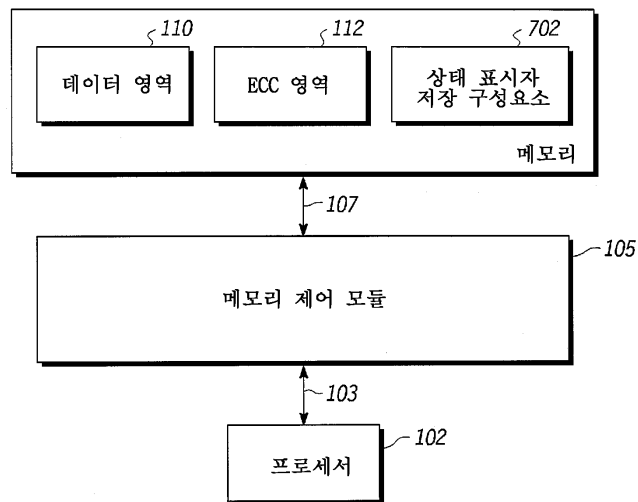 110
112
702
데이터 영역
ECC 영역
상태 표시자
저장 구성요소
메모리
107
105
메모리 제어 모듈
103
102
프로세서